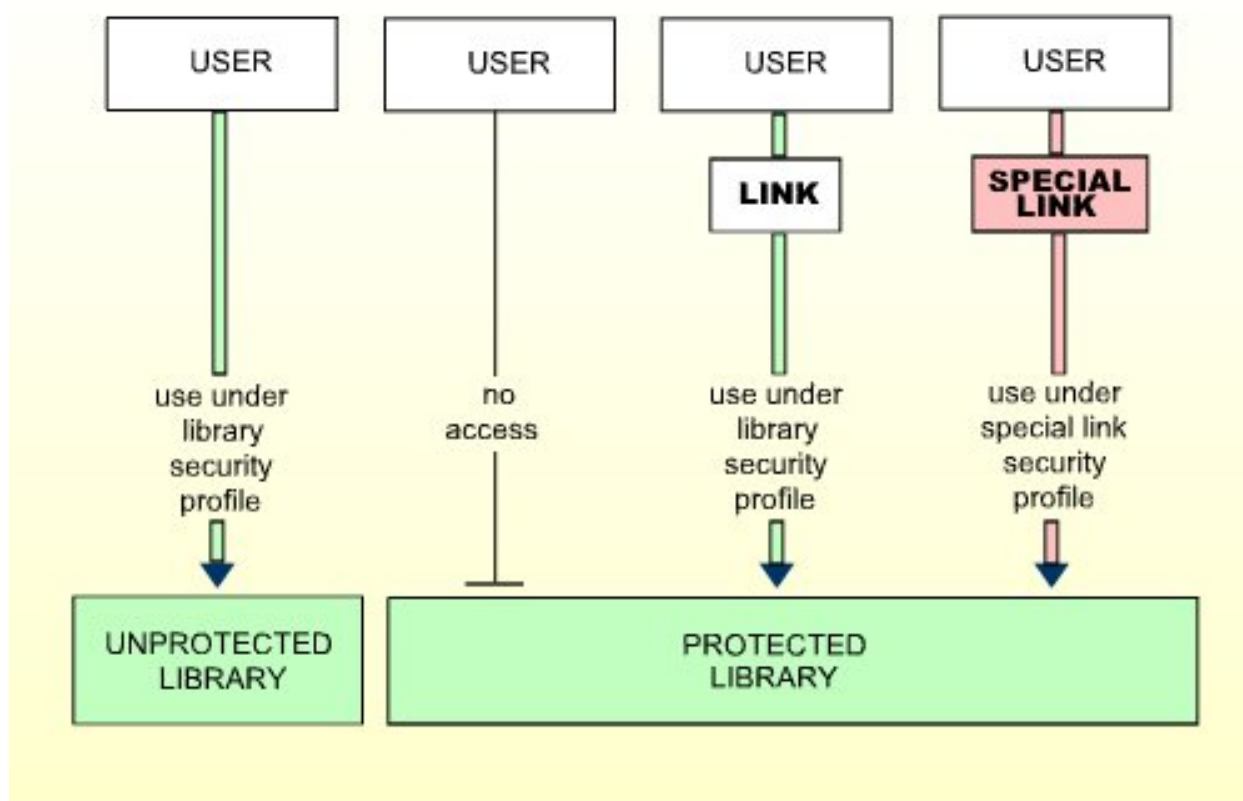 USER
USER
USER
USER
LINK
SPECIAL
LINK
use under
library
security
profile
no
access
use under
library
security
profile
use under
special link
security
profile
UNPROTECTED
LIBRARY
PROTECTED
LIBRARY